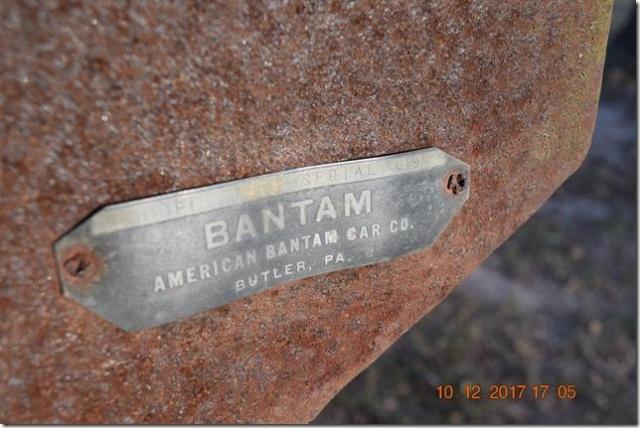 SERIAL
BANTAM
AMERICAN BANTAM CAR CO.
BUTLER, PA.
10 12 2017 17 05